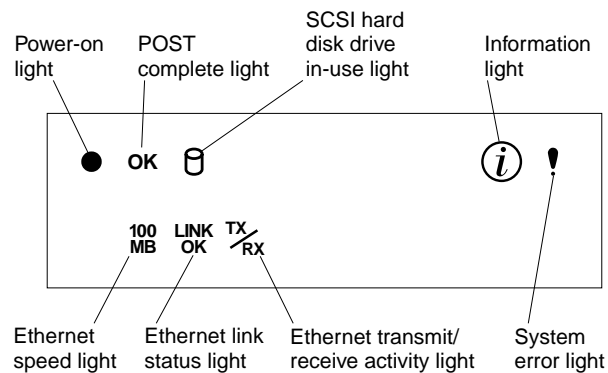 SCSI hard
disk drive
in-use light
Power-on
light
POST
complete light
Information
light
OK
i
!
100
MB
LINK
OK
TX/RX
Ethernet
speed light
Ethernet link
status light
Ethernet transmit/
receive activity light
System
error light